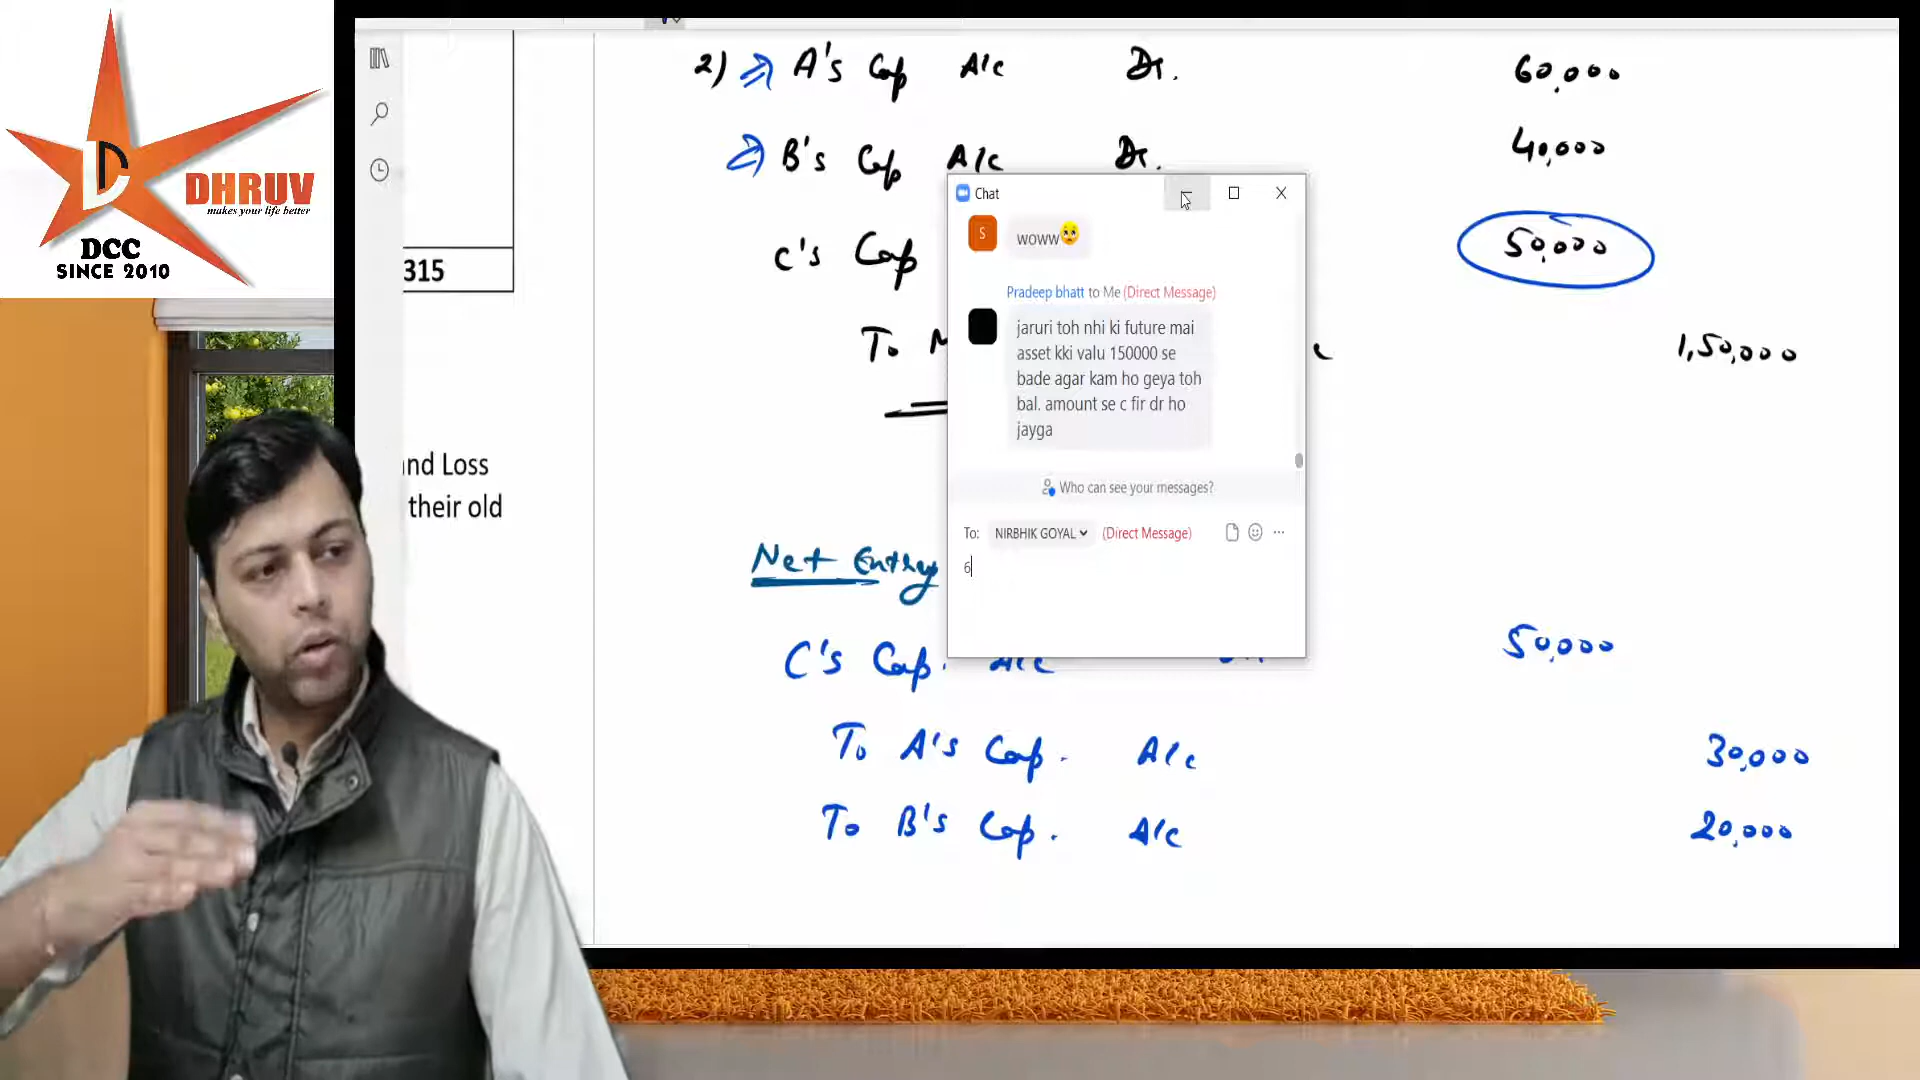 DHRUV
makes your life better
DCC
SINCE 2010
315
and Loss
their old
2) A's Cap A/c Dr. 60,000
B's Cap A/c Dr. 40,000
C's Cap 50,000
To 1,50,000
Net Entry
C's Cap. A/c 50,000
To A's Cap. A/c 30,000
To B's Cap. A/c 20,000
Chat
S
woww
Pradeep bhatt to Me (Direct Message)
jaruri toh nhi ki future mai
asset kki valu 150000 se
bade agar kam ho geya toh
bal. amount se c fir dr ho
jayga
Who can see your messages?
To: NIRBHIK GOYAL (Direct Message)
6